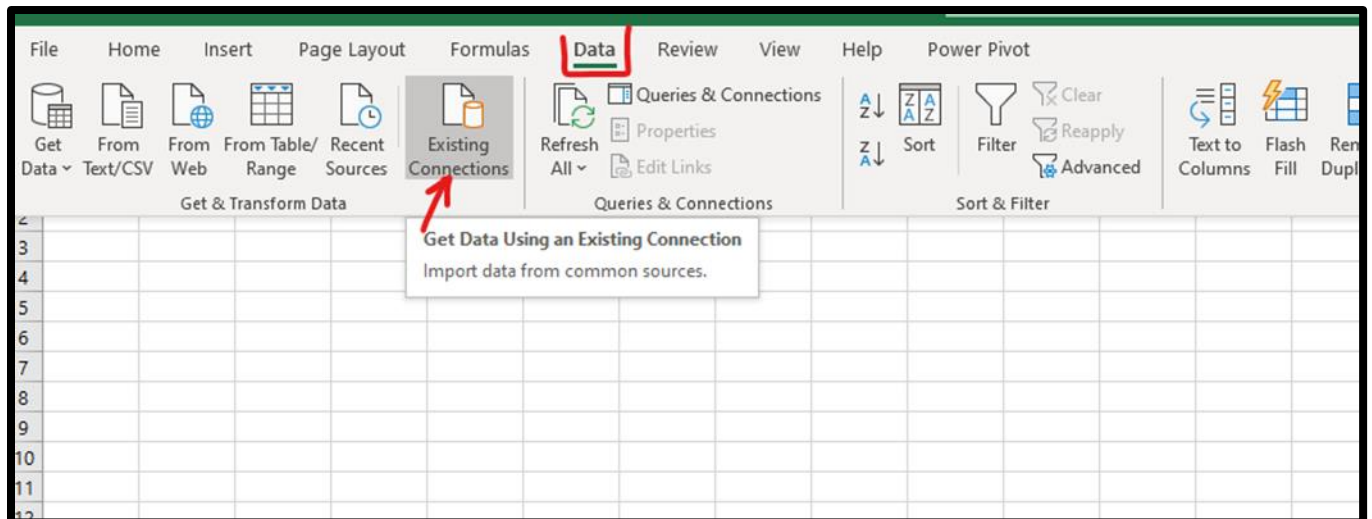 File Home Insert Page Layout Formulas Data Review View Help Power Pivot
Get Data
From Text/CSV
From Web
From Table/ Range
Recent Sources
Existing Connections
Get & Transform Data
Refresh All
Queries & Connections
Properties
Edit Links
Queries & Connections
A Z
Z A
Z A A Z
Sort
Filter
Clear
Reapply
Advanced
Sort & Filter
Text to Columns
Flash Fill
Get Data Using an Existing Connection
Import data from common sources.
3
4
5
6
7
8
9
10
11